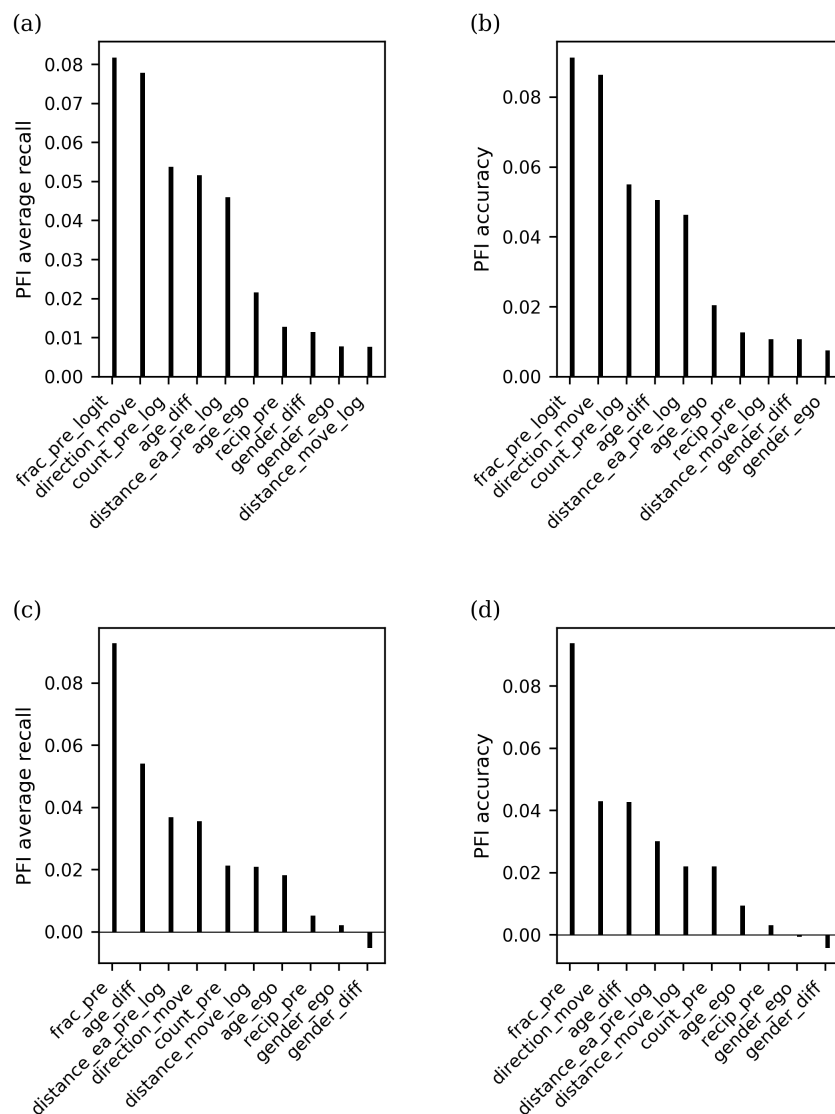 (a)
PFI average recall
0.08
0.07
0.06
0.05
0.04
0.03
0.02
0.01
0.00
frac_pre_logit
direction_move
count_pre_log
age_diff
distance_ea_pre_log
age_ego
recip_pre
gender_diff
gender_ego
distance_move_log
(b)
PFI accuracy
0.08
0.06
0.04
0.02
0.00
frac_pre_logit
direction_move
count_pre_log
age_diff
distance_ea_pre_log
age_ego
recip_pre
distance_move_log
gender_diff
gender_ego
(c)
PFI average recall
0.08
0.06
0.04
0.02
0.00
frac_pre
age_diff
distance_ea_pre_log
direction_move
count_pre
distance_move_log
age_ego
recip_pre
gender_ego
gender_diff
(d)
PFI accuracy
0.08
0.06
0.04
0.02
0.00
frac_pre
direction_move
age_diff
distance_ea_pre_log
distance_move_log
count_pre
age_ego
recip_pre
gender_ego
gender_diff